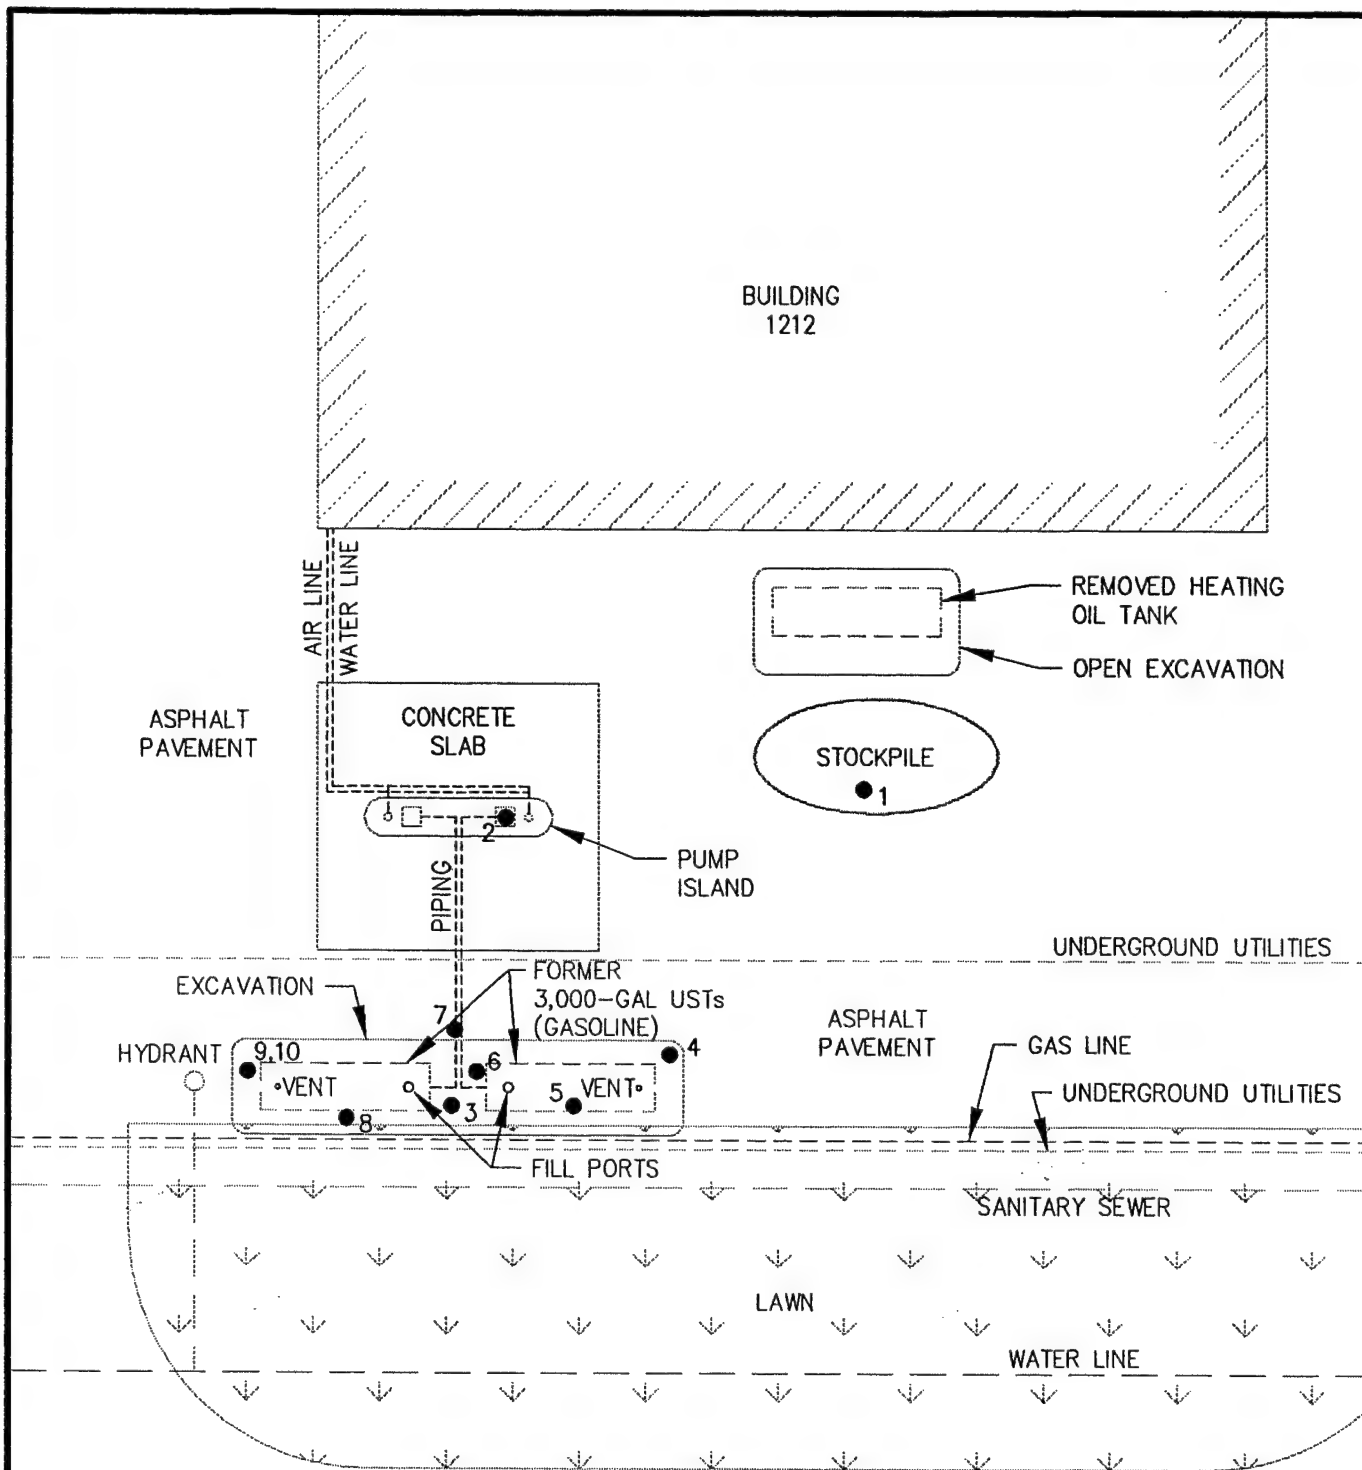 BUILDING
1212
AIR LINE
WATER LINE
REMOVED HEATING
OIL TANK
OPEN EXCAVATION
ASPHALT
PAVEMENT
CONCRETE
SLAB
STOCKPILE
1
2
PUMP
ISLAND
PIPING
UNDERGROUND UTILITIES
EXCAVATION
FORMER
3,000-GAL USTs
(GASOLINE)
7
ASPHALT
PAVEMENT
HYDRANT
9,10
6
4
GAS LINE
VENT
5
VENT
UNDERGROUND UTILITIES
3
8
FILL PORTS
SANITARY SEWER
LAWN
WATER LINE